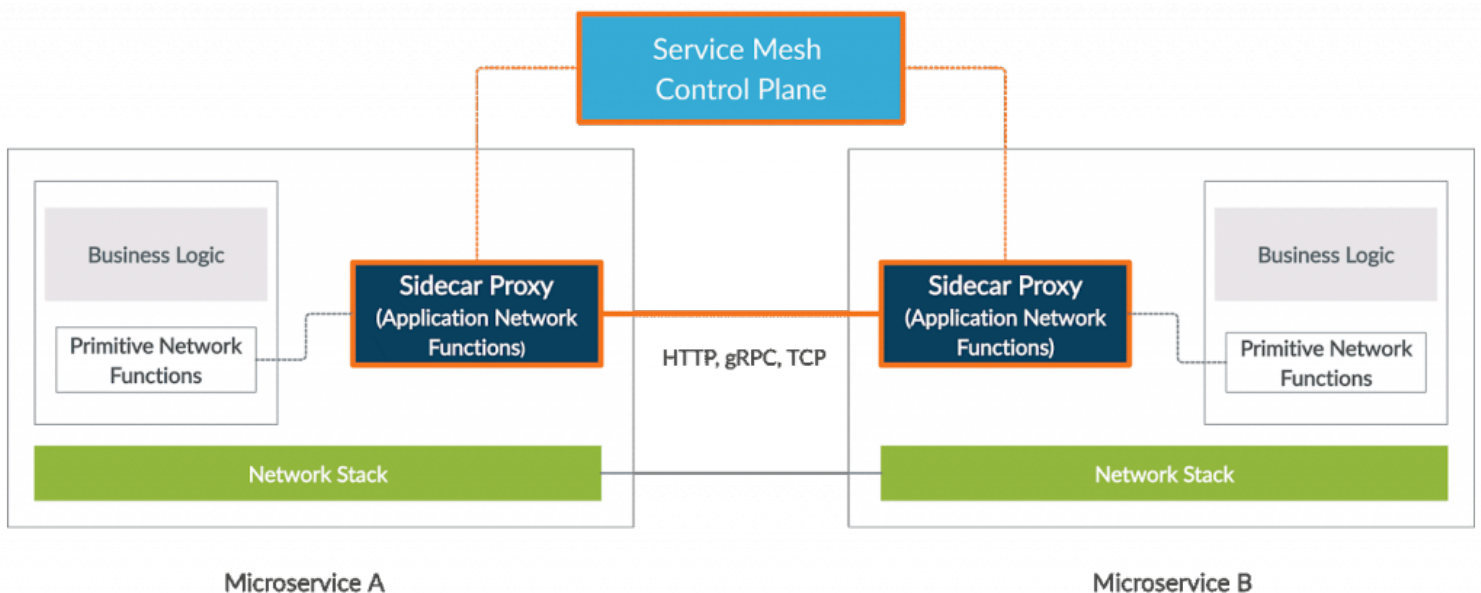 Service Mesh
Control Plane
Business Logic
Primitive Network
Functions
Sidecar Proxy
(Application Network
Functions)
HTTP, gRPC, TCP
Sidecar Proxy
(Application Network
Functions)
Business Logic
Primitive Network
Functions
Network Stack
Network Stack
Microservice A
Microservice B